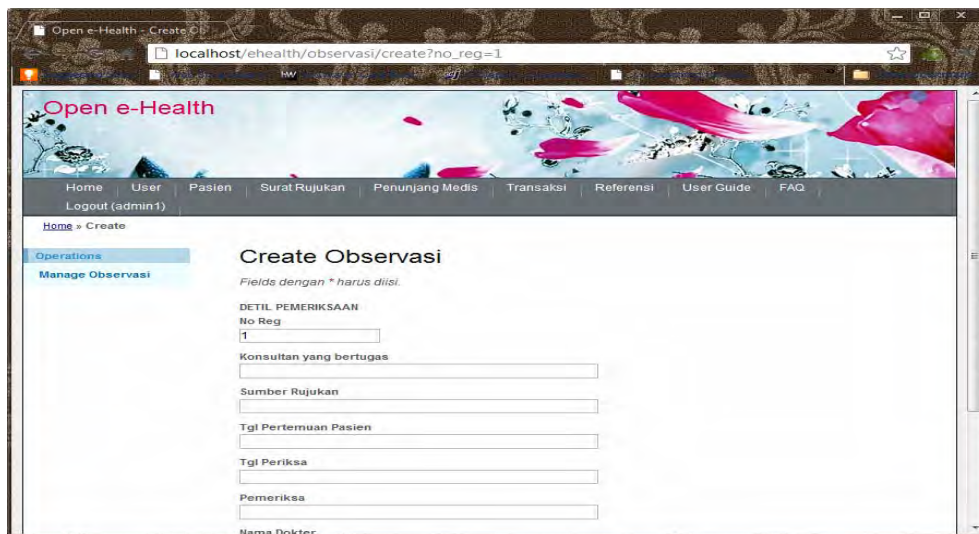 Open e-Health - Create Ob
localhost/ehealth/observasi/create?no_reg=1
Open e-Health
Home User Pasien Surat Rujukan Penunjang Medis Transaksi Referensi User Guide FAQ
Logout (admin1)
Home » Create
Operations
Manage Observasi
Create Observasi
Fields dengan * harus diisi.
DETIL PEMERIKSAAN
No Reg
1
Konsultan yang bertugas
Sumber Rujukan
Tgl Pertemuan Pasien
Tgl Periksa
Pemeriksa
Nama Dokter